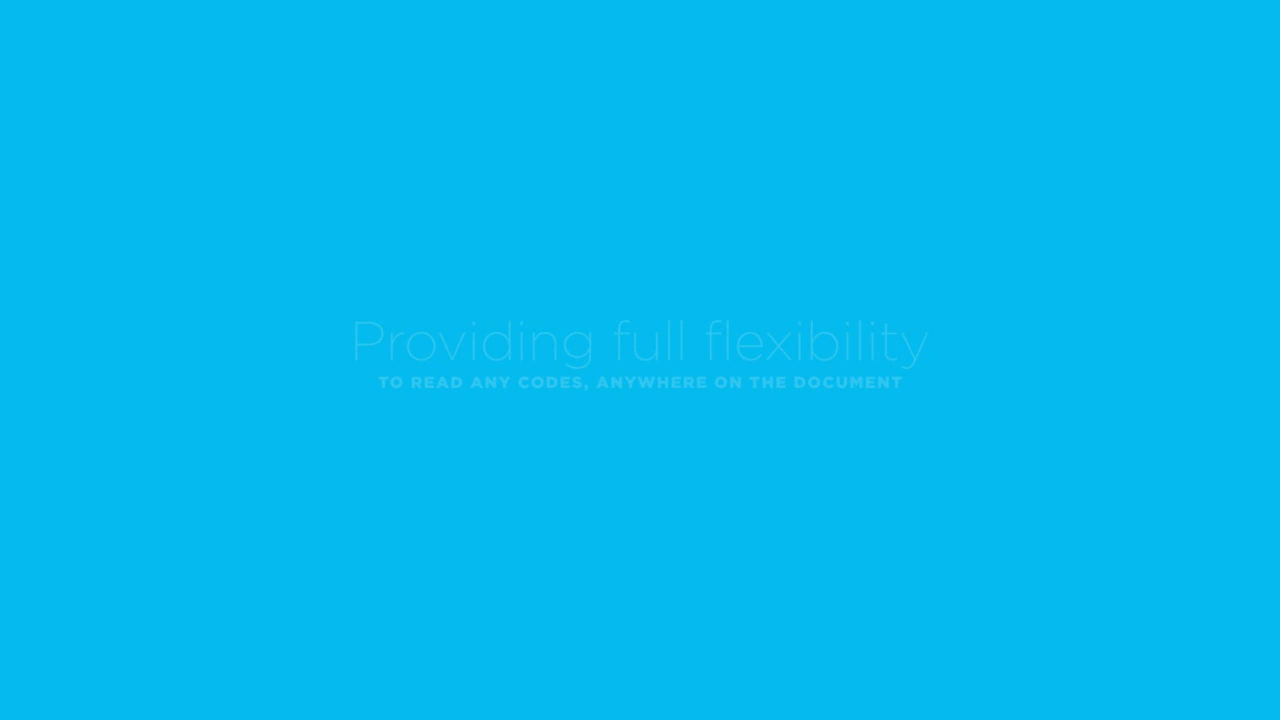 Providing full flexibility
TO READ ANY CODES, ANYWHERE ON THE DOCUMENT